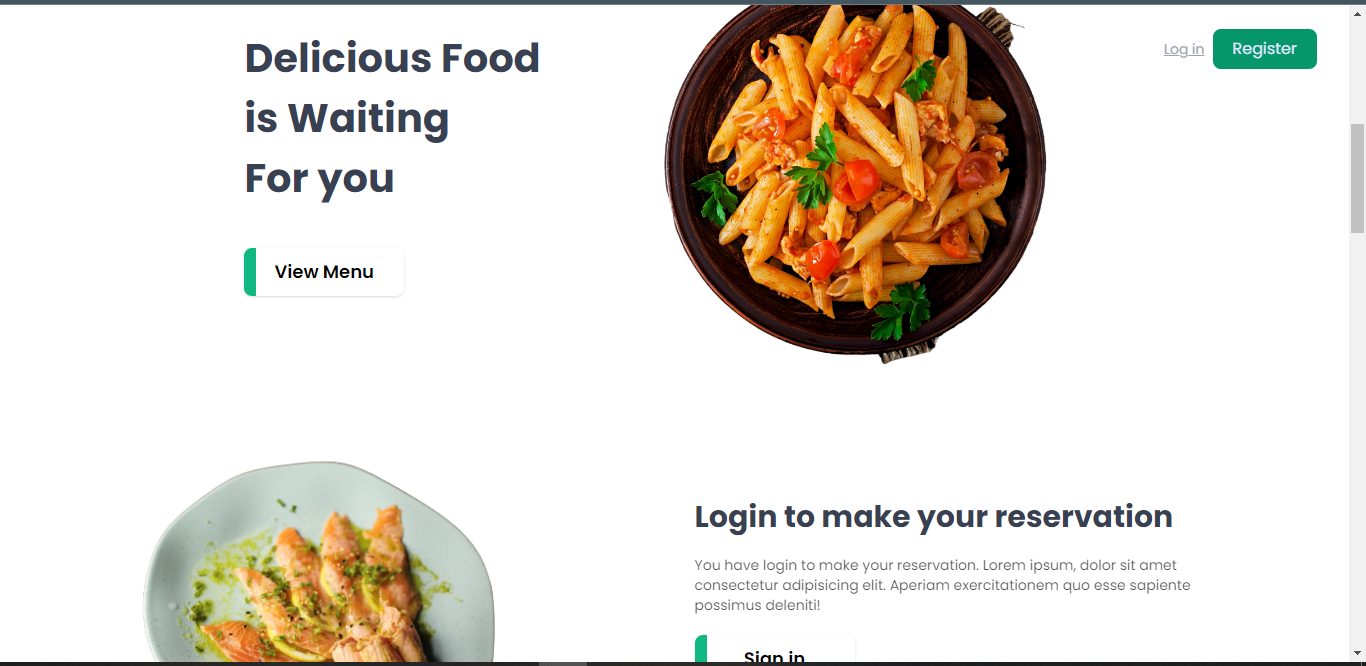 Delicious Food
is Waiting
For you
Log in
Register
View Menu
Login to make your reservation
You have login to make your reservation. Lorem ipsum, dolor sit amet
consectetur adipisicing elit. Aperiam exercitationem quo esse sapiente
possimus deleniti!
Sign in